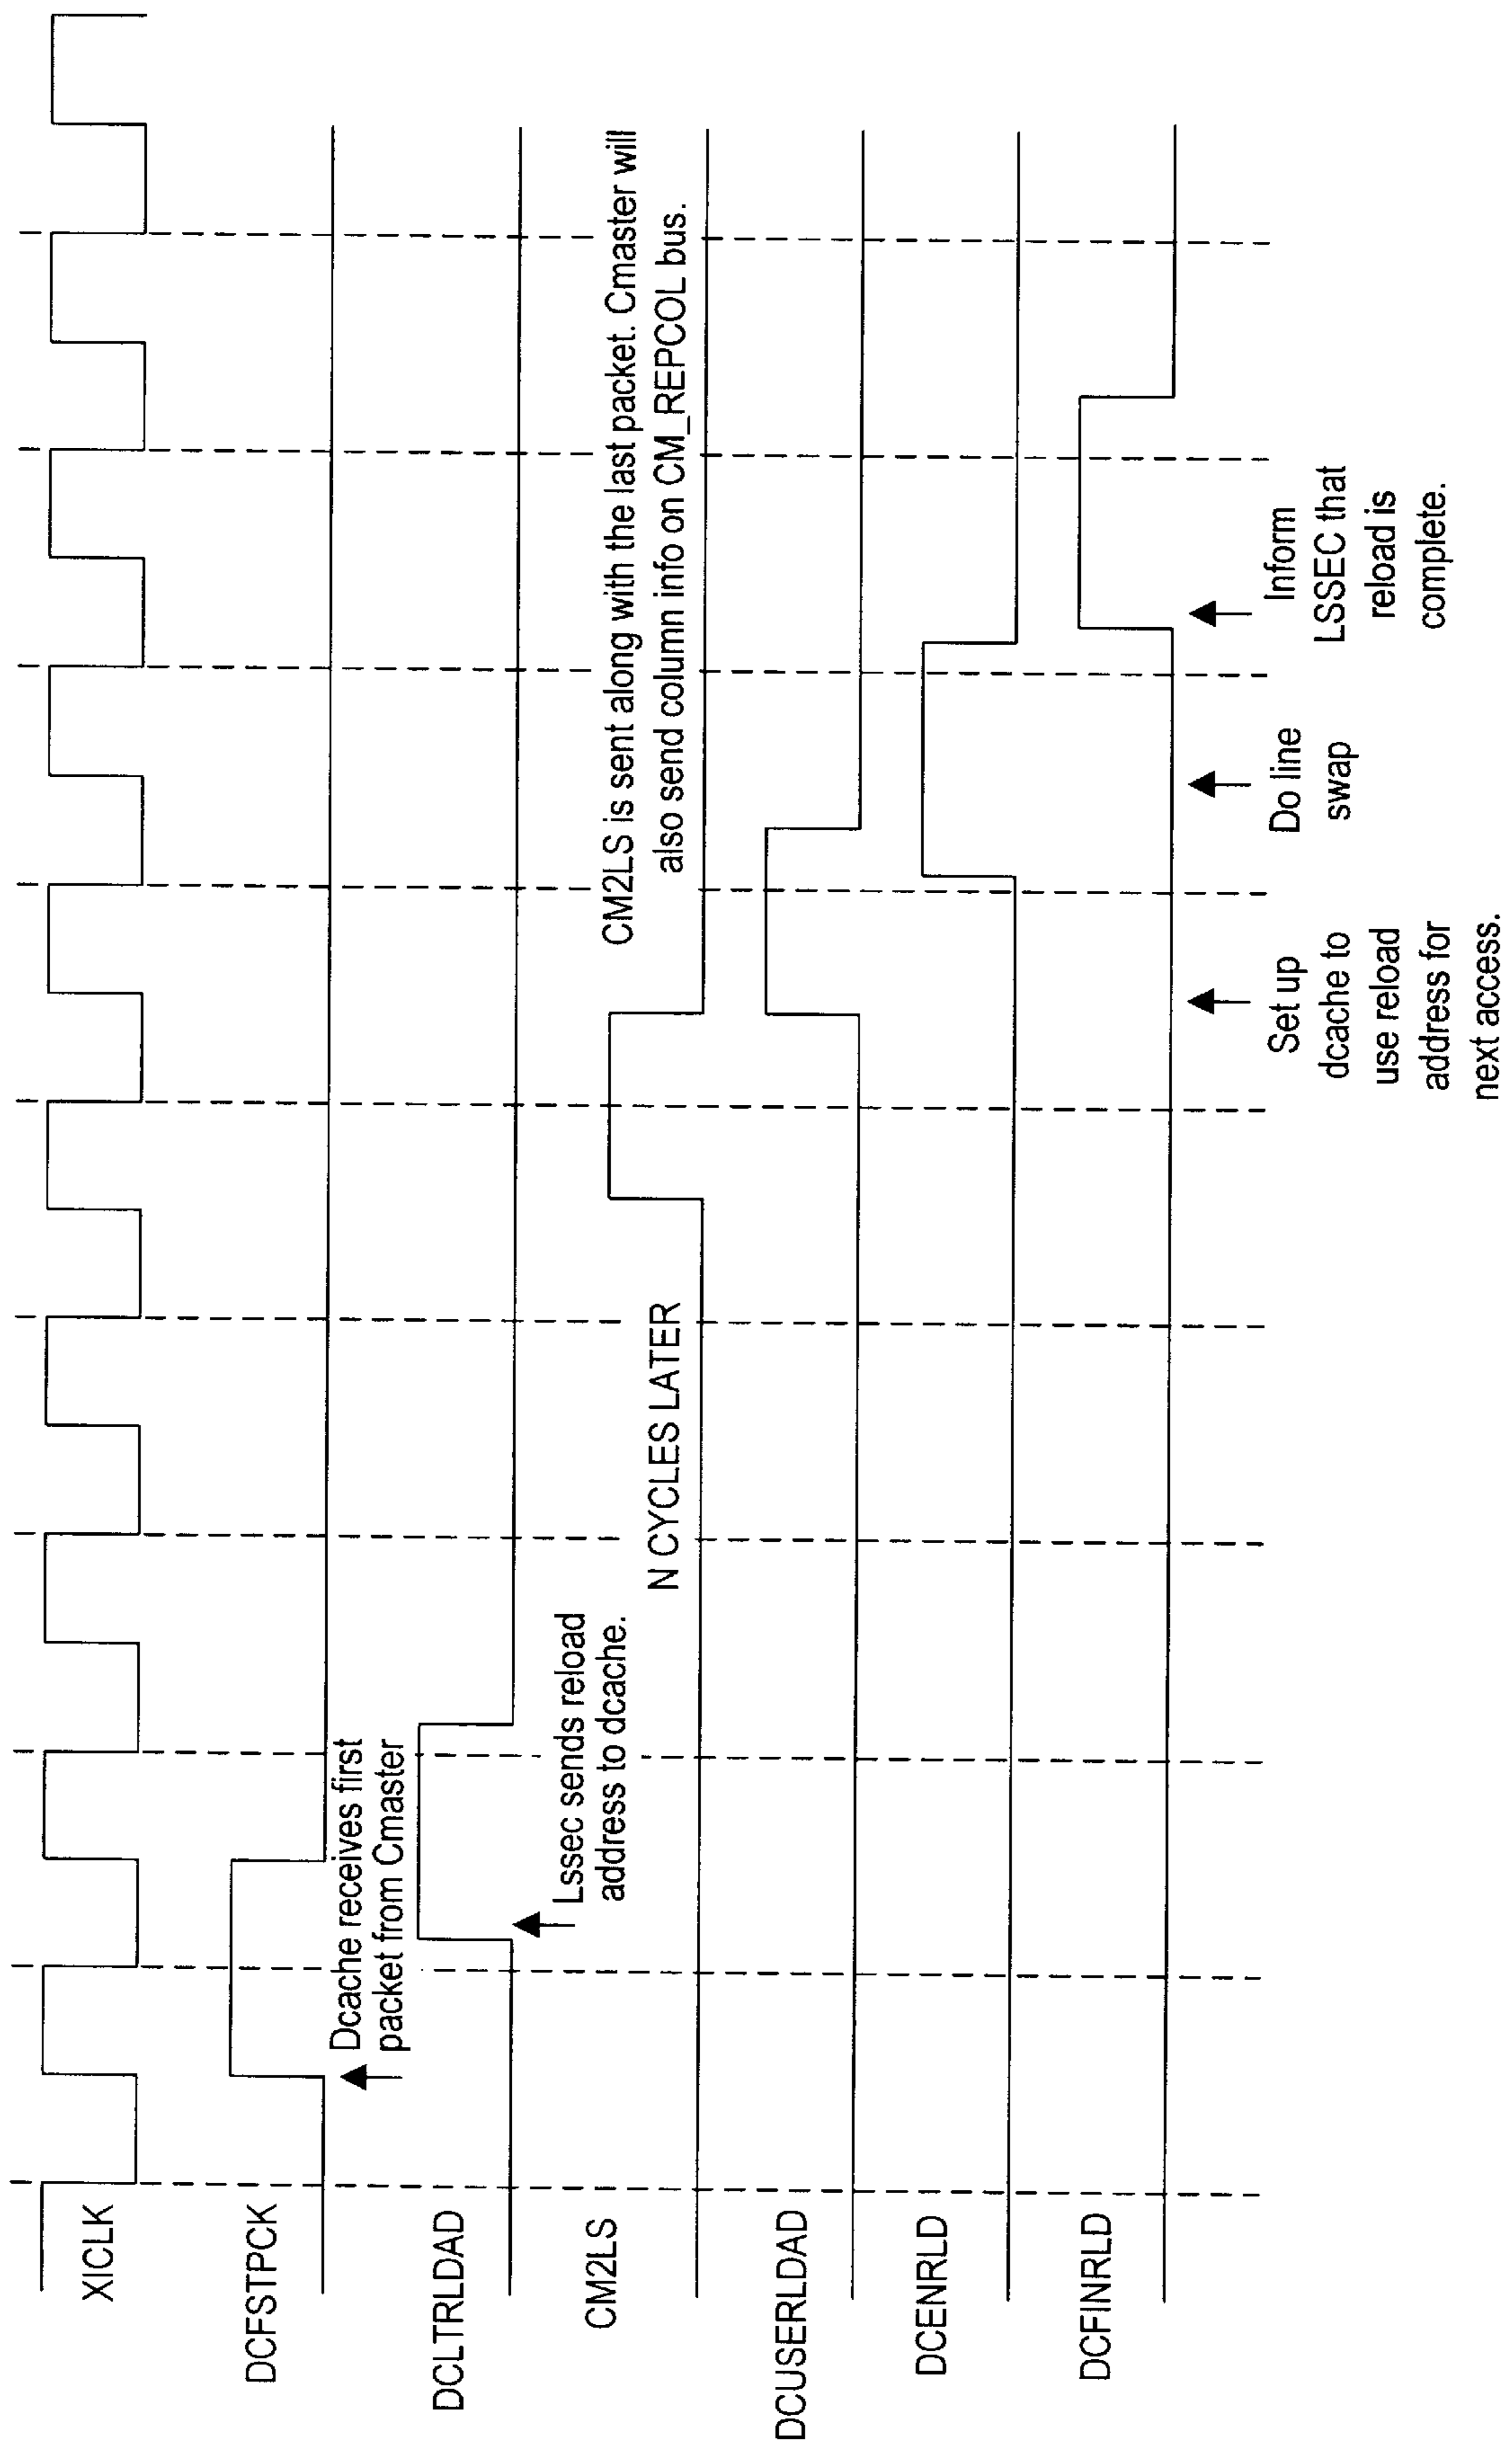 XICLK
DCFSTPCK
Dcache receives first
packet from Cmaster
DCLTRLDAD
Lssec sends reload
address to dcache.
CM2LS
CM2LS is sent along with the last packet. Cmaster will
also send column info on CM_REPCOL bus.
N CYCLES LATER
DCUSERLDAD
DCENRLD
DCFINRLD
Set up
dcache to
use reload
address for
next access.
Do line
swap
Inform
LSSEC that
reload is
complete.